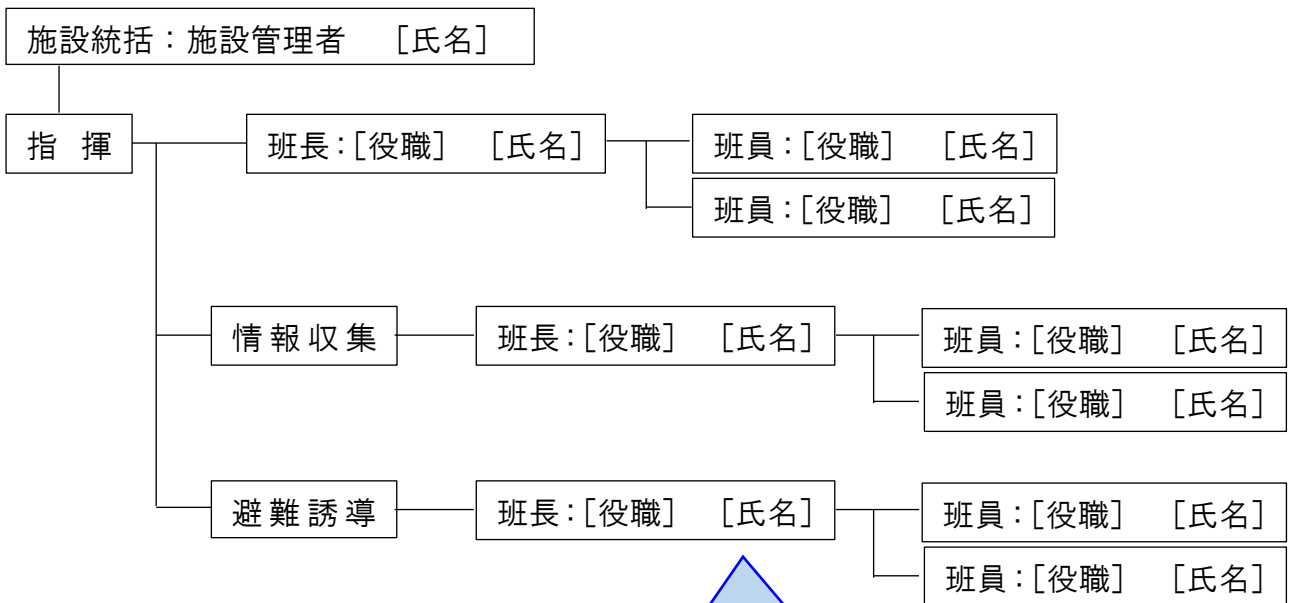 施設統括：施設管理者　［氏名］
指　揮
班長：［役職］　［氏名］
班員：［役職］　［氏名］
班員：［役職］　［氏名］
情報収集
班長：［役職］　［氏名］
班員：［役職］　［氏名］
班員：［役職］　［氏名］
避難誘導
班長：［役職］　［氏名］
班員：［役職］　［氏名］
班員：［役職］　［氏名］